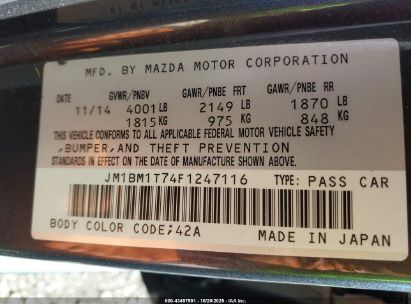 MFD. BY MAZDA MOTOR CORPORATION
DATE GVWR/PNBV GAWR/PNBE FRT GAWR/PNBE RR
11/14 4001 LB 2149 LB 1870 LB
1815 KG 975 KG 848 KG
THIS VEHICLE CONFORMS TO ALL APPLICABLE FEDERAL MOTOR VEHICLE SAFETY
,BUMPER,AND THEFT PREVENTION
STANDARDS IN EFFECT ON THE DATE OF MANUFACTURE SHOWN ABOVE.
JM1BM1T74F1247116 TYPE: PASS CAR
BODY COLOR CODE;42A MADE IN JAPAN